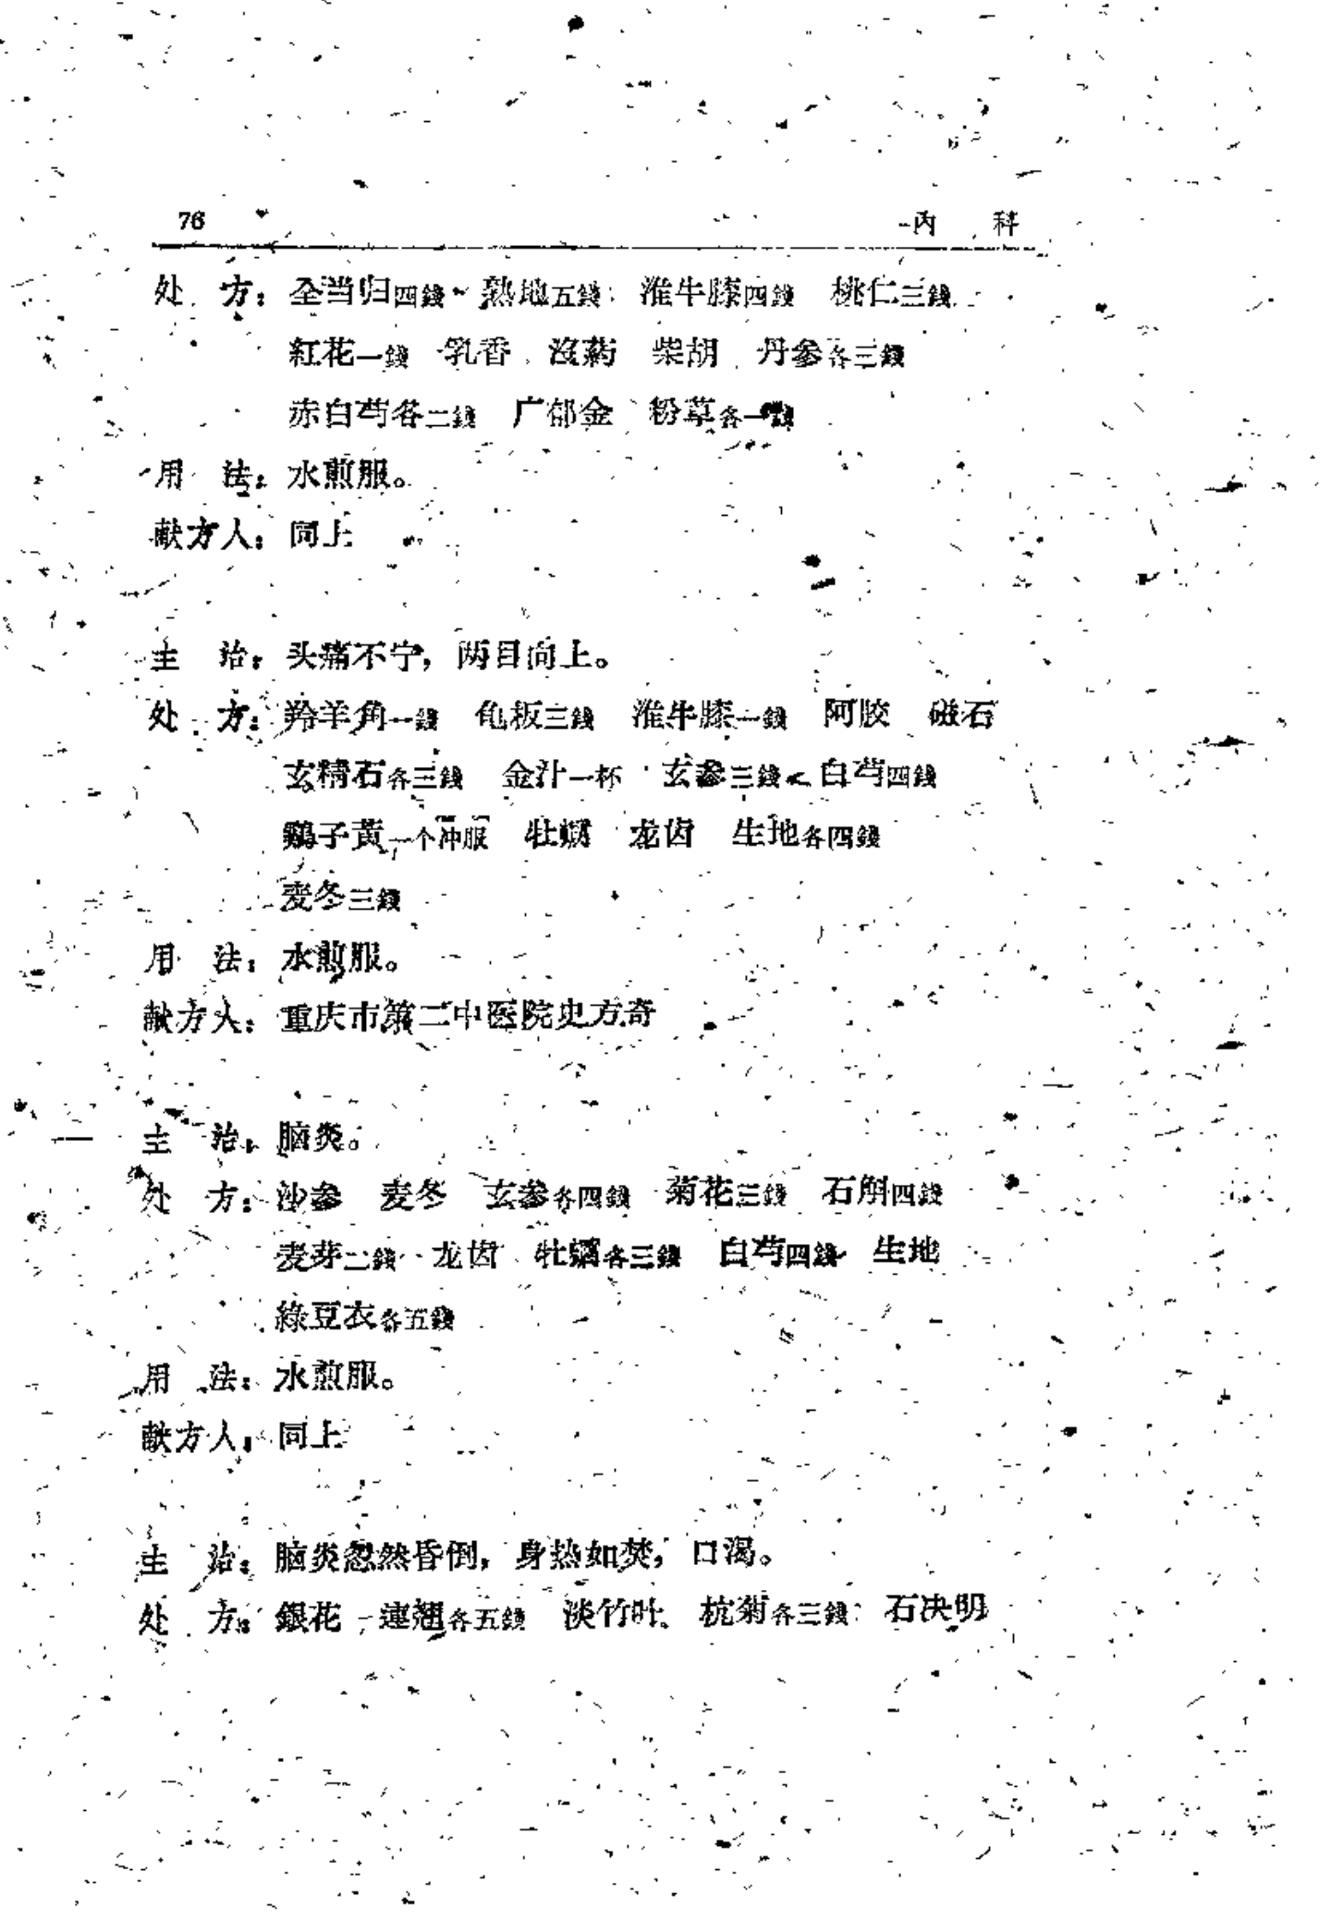 76 内 科
处 方：全当归四錢 熟地五錢 淮牛膝四錢 桃仁三錢
紅花一錢 乳香 沒药 柴胡 丹参各三錢
赤白芍各二錢 广郁金 粉草各一錢
用 法：水煎服。
献方人：同上
主 治：头痛不宁，两目向上。
处 方：羚羊角一錢 龟板三錢 淮牛膝一錢 阿胶 磁石
玄精石各三錢 金汁一杯 玄参三錢 白芍四錢
鷄子黄一个冲服 牡蠣 龙齿 生地各四錢
麦冬三錢
用 法：水煎服。
献方人：重庆市第二中医院史方奇
主 治：脑炎。
处 方：沙参 麦冬 玄参各四錢 菊花三錢 石斛四錢
麦芽二錢 龙齿 牡蠣各三錢 白芍四錢 生地
綠豆衣各五錢
用 法：水煎服。
献方人：同上
主 治：脑炎忽然昏倒，身热如焚，口渴。
处 方：銀花 連翘各五錢 淡竹叶 杭菊各三錢 石决明